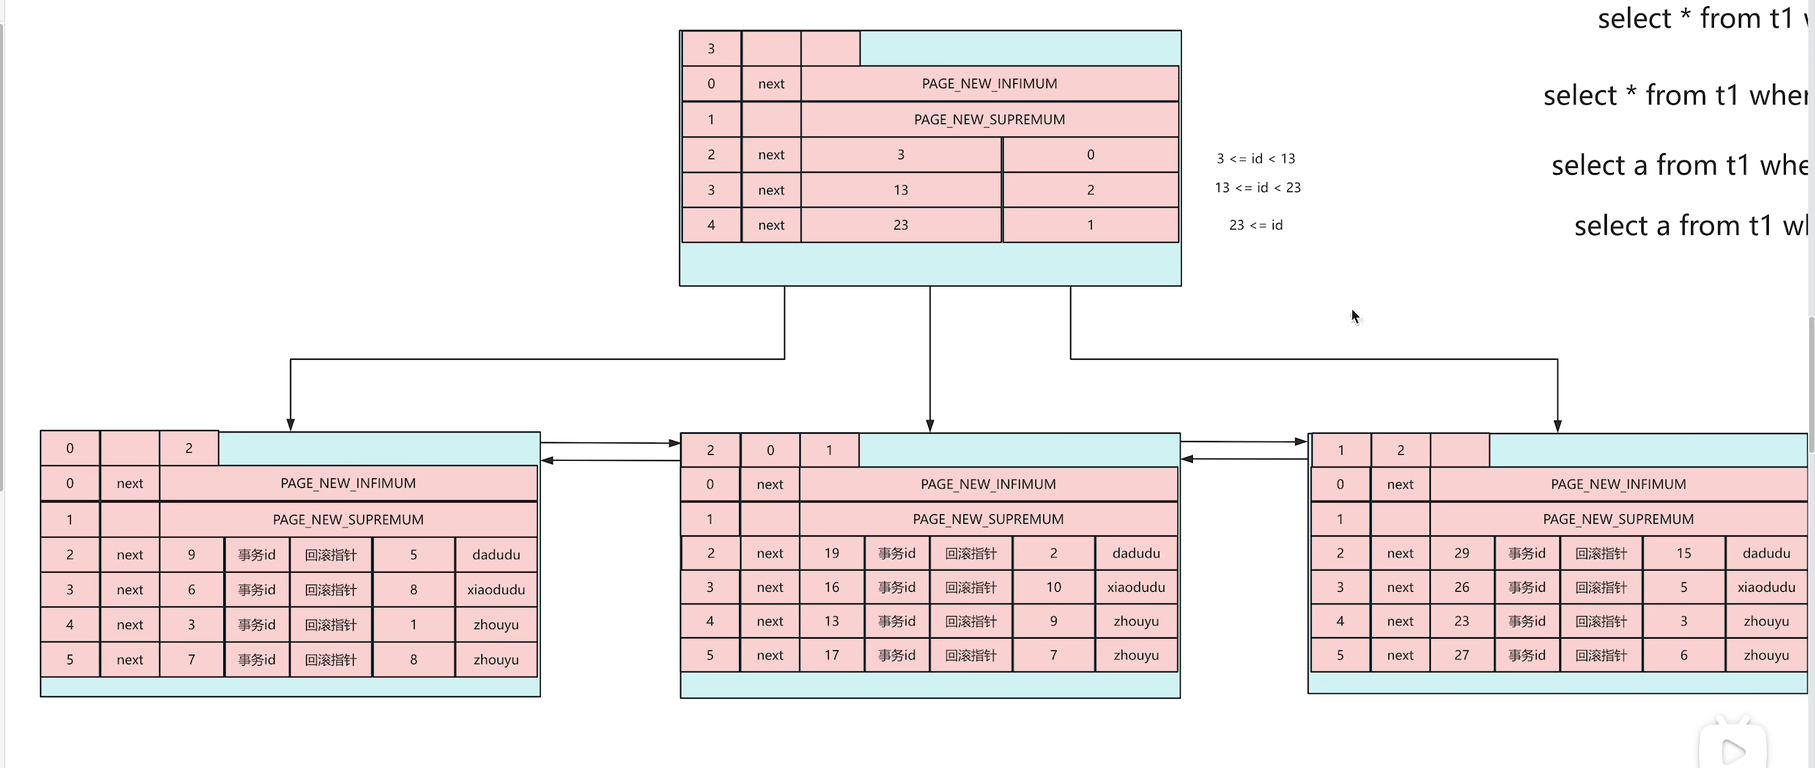 select * from t1
3
0 next PAGE_NEW_INFIMUM
select * from t1 wher
1 PAGE_NEW_SUPREMUM
2 next 3 0
3 <= id < 13
select a from t1 whe
3 next 13 2
13 <= id < 23
4 next 23 1
23 <= id
select a from t1 wh
0 2
0 next PAGE_NEW_INFIMUM
1 PAGE_NEW_SUPREMUM
2 next 9 事务id 回滚指针 5 dadudu
3 next 6 事务id 回滚指针 8 xiaodudu
4 next 3 事务id 回滚指针 1 zhouyu
5 next 7 事务id 回滚指针 8 zhouyu
2 0 1
0 next PAGE_NEW_INFIMUM
1 PAGE_NEW_SUPREMUM
2 next 19 事务id 回滚指针 2 dadudu
3 next 16 事务id 回滚指针 10 xiaodudu
4 next 13 事务id 回滚指针 9 zhouyu
5 next 17 事务id 回滚指针 7 zhouyu
1 2
0 next PAGE_NEW_INFIMUM
1 PAGE_NEW_SUPREMUM
2 next 29 事务id 回滚指针 15 dadudu
3 next 26 事务id 回滚指针 5 xiaodudu
4 next 23 事务id 回滚指针 3 zhouyu
5 next 27 事务id 回滚指针 6 zhouyu